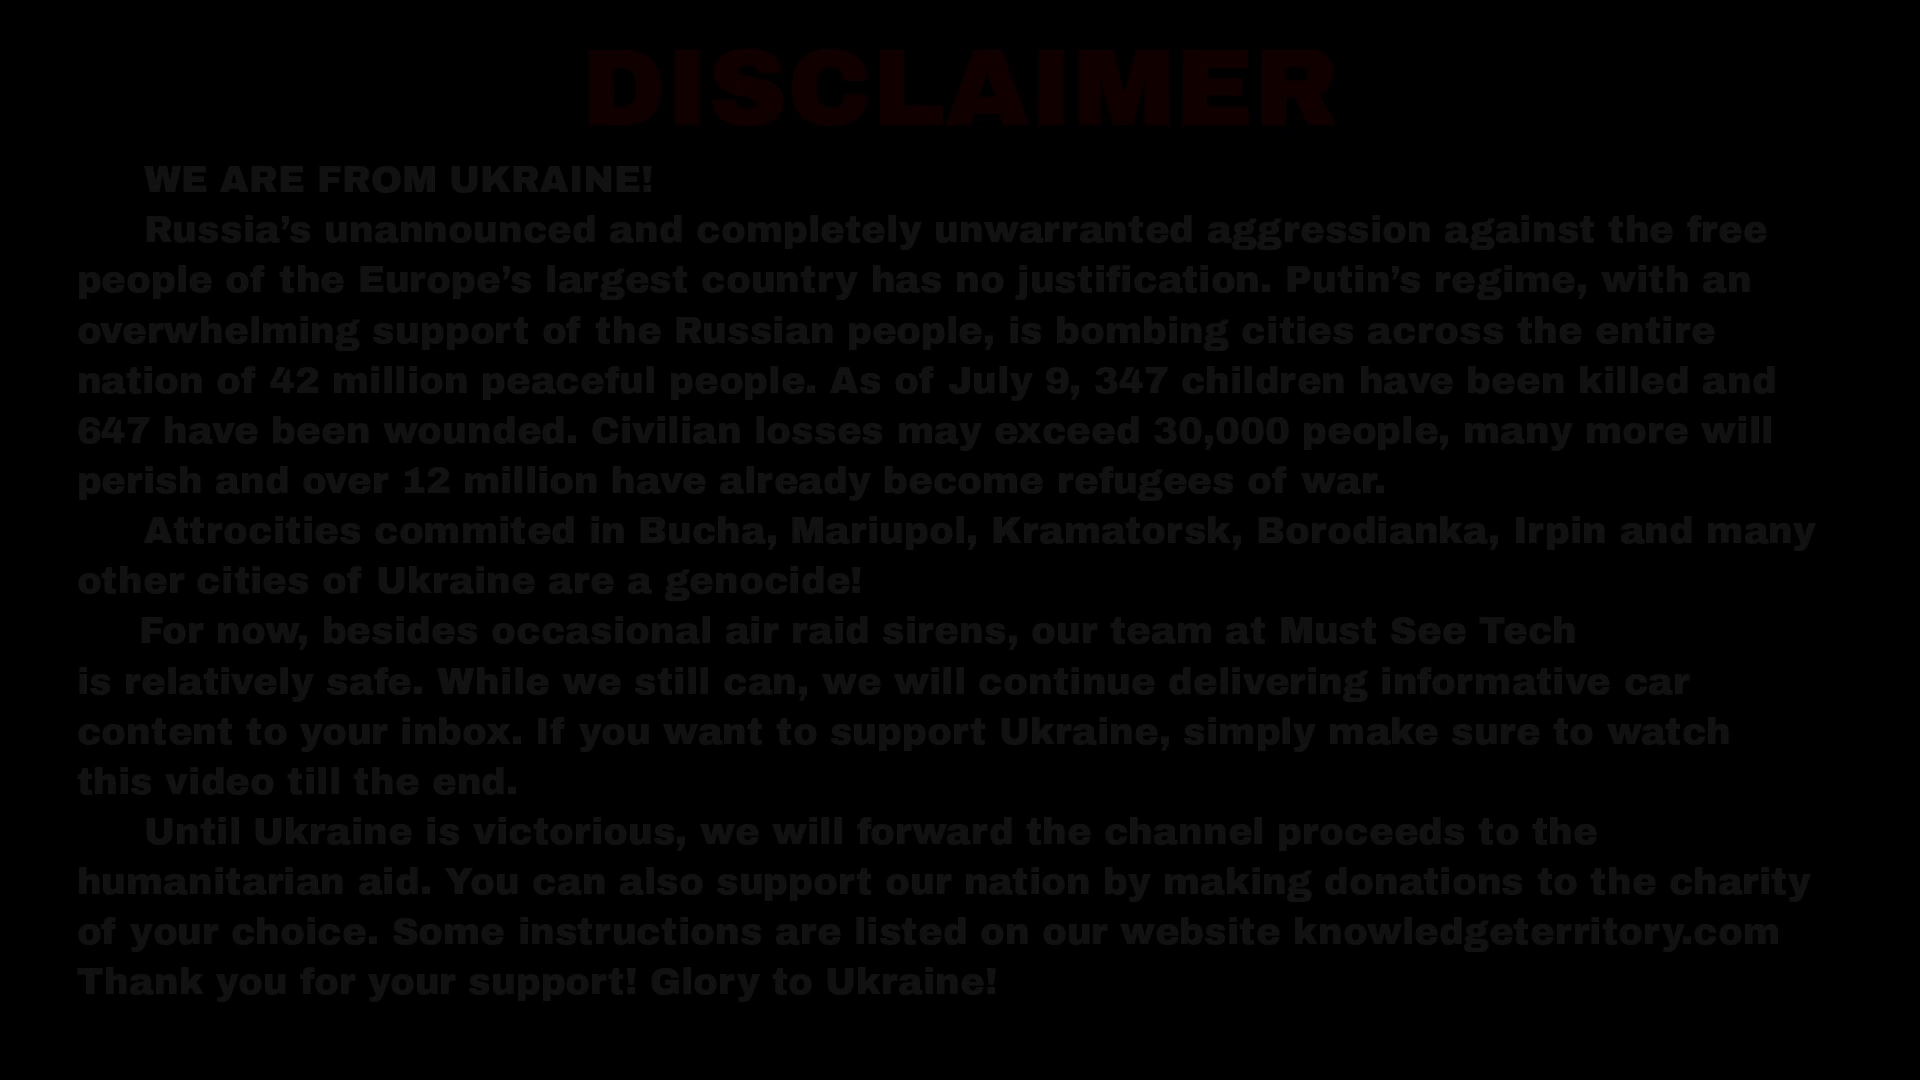 DISCLAIMER
WE ARE FROM UKRAINE!
Russia’s unannounced and completely unwarranted aggression against the free
people of the Europe’s largest country has no justification. Putin’s regime, with an
overwhelming support of the Russian people, is bombing cities across the entire
nation of 42 million peaceful people. As of July 9, 347 children have been killed and
647 have been wounded. Civilian losses may exceed 30,000 people, many more will
perish and over 12 million have already become refugees of war.
Attrocities commited in Bucha, Mariupol, Kramatorsk, Borodianka, Irpin and many
other cities of Ukraine are a genocide!
For now, besides occasional air raid sirens, our team at Must See Tech
is relatively safe. While we still can, we will continue delivering informative car
content to your inbox. If you want to support Ukraine, simply make sure to watch
this video till the end.
Until Ukraine is victorious, we will forward the channel proceeds to the
humanitarian aid. You can also support our nation by making donations to the charity
of your choice. Some instructions are listed on our website knowledgeterritory.com
Thank you for your support! Glory to Ukraine!